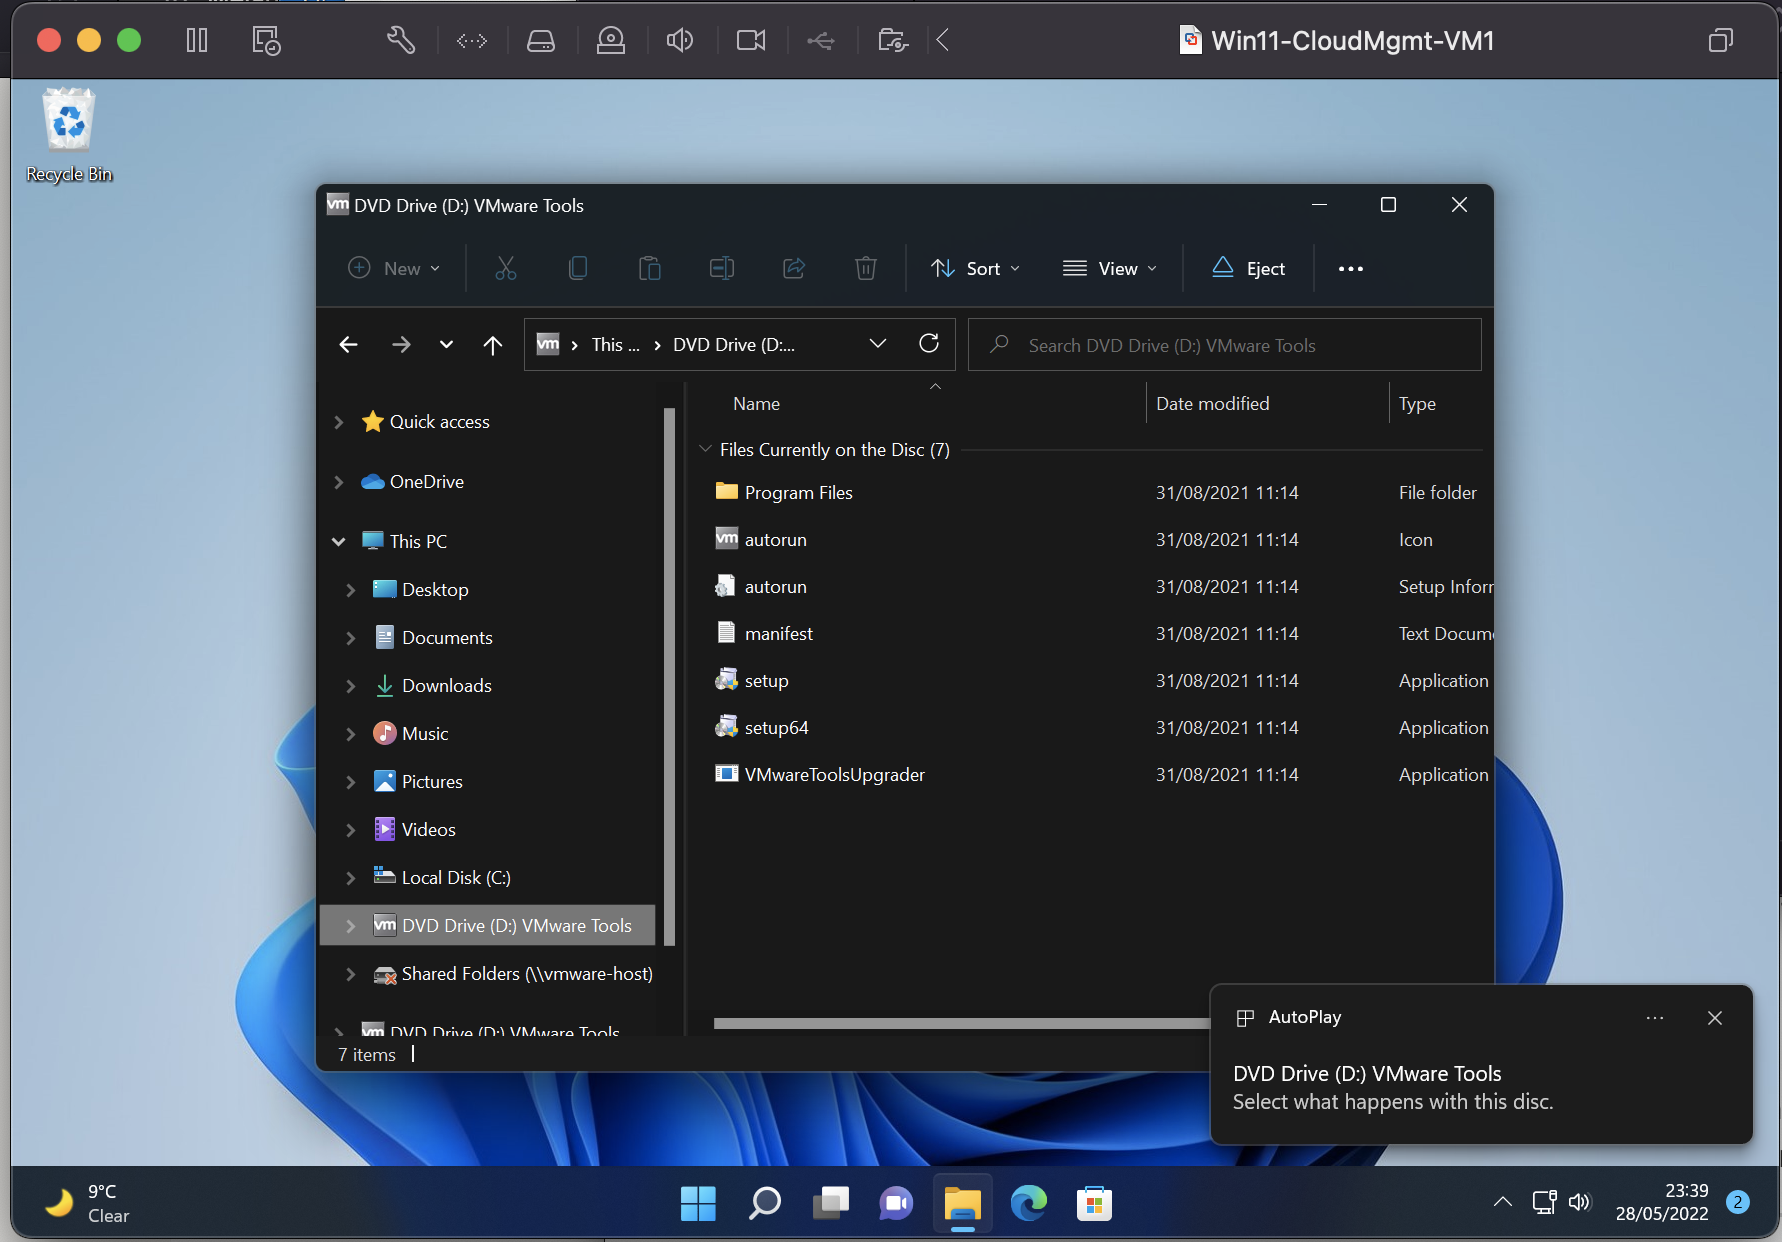 Win11-CloudMgmt-VM1
Recycle Bin
vm DVD Drive (D:) VMware Tools
New
Sort
View
Eject
vm This ... DVD Drive (D:...
Search DVD Drive (D:) VMware Tools
Name Date modified Type
Quick access
OneDrive
This PC
Desktop
Documents
Downloads
Music
Pictures
Videos
Local Disk (C:)
vm DVD Drive (D:) VMware Tools
Shared Folders (\\vmware-host)
vm DVD Drive (D:) VMware Tools
Files Currently on the Disc (7)
Program Files 31/08/2021 11:14 File folder
vm autorun 31/08/2021 11:14 Icon
autorun 31/08/2021 11:14 Setup Inforr
manifest 31/08/2021 11:14 Text Docum
setup 31/08/2021 11:14 Application
setup64 31/08/2021 11:14 Application
VMwareToolsUpgrader 31/08/2021 11:14 Application
7 items
AutoPlay
DVD Drive (D:) VMware Tools
Select what happens with this disc.
9°C
Clear
23:39
28/05/2022
2